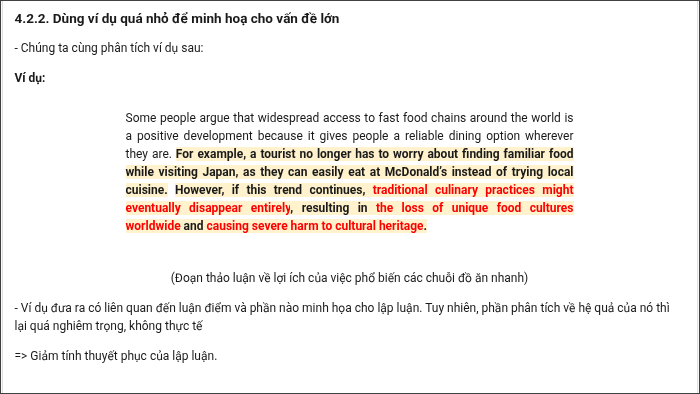 4.2.2. Dùng ví dụ quá nhỏ để minh hoạ cho vấn đề lớn
- Chúng ta cùng phân tích ví dụ sau:
Ví dụ:
Some people argue that widespread access to fast food chains around the world is
a positive development because it gives people a reliable dining option wherever
they are. For example, a tourist no longer has to worry about finding familiar food
while visiting Japan, as they can easily eat at McDonald's instead of trying local
cuisine. However, if this trend continues, traditional culinary practices might
eventually disappear entirely, resulting in the loss of unique food cultures
worldwide and causing severe harm to cultural heritage.
(Đoạn thảo luận về lợi ích của việc phổ biến các chuỗi đồ ăn nhanh)
- Ví dụ đưa ra có liên quan đến luận điểm và phần nào minh họa cho lập luận. Tuy nhiên, phần phân tích về hệ quả của nó thì
lại quá nghiêm trọng, không thực tế
=> Giảm tính thuyết phục của lập luận.